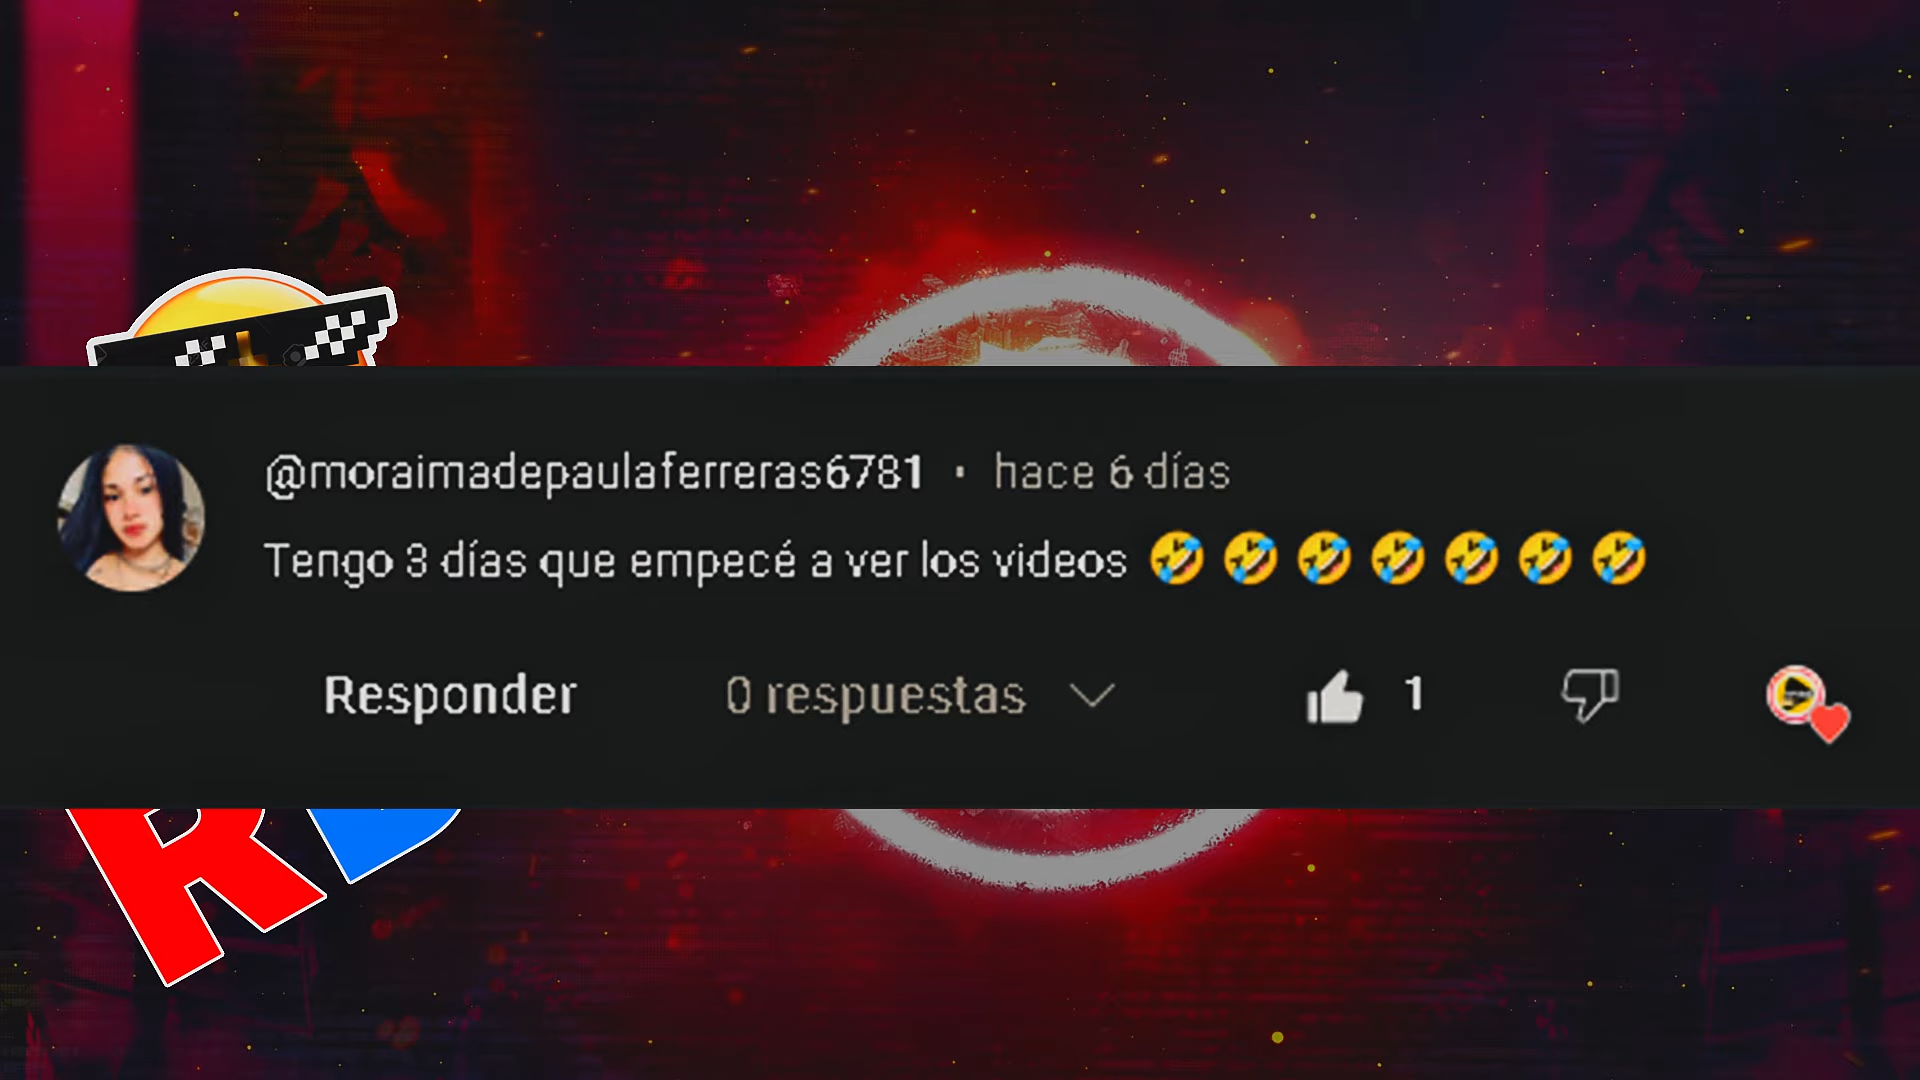 @moraimadepaulaferreras6781 · hace 6 días
Tengo 3 días que empecé a ver los videos 🤣🤣🤣🤣🤣🤣🤣
Responder 0 respuestas 1
R